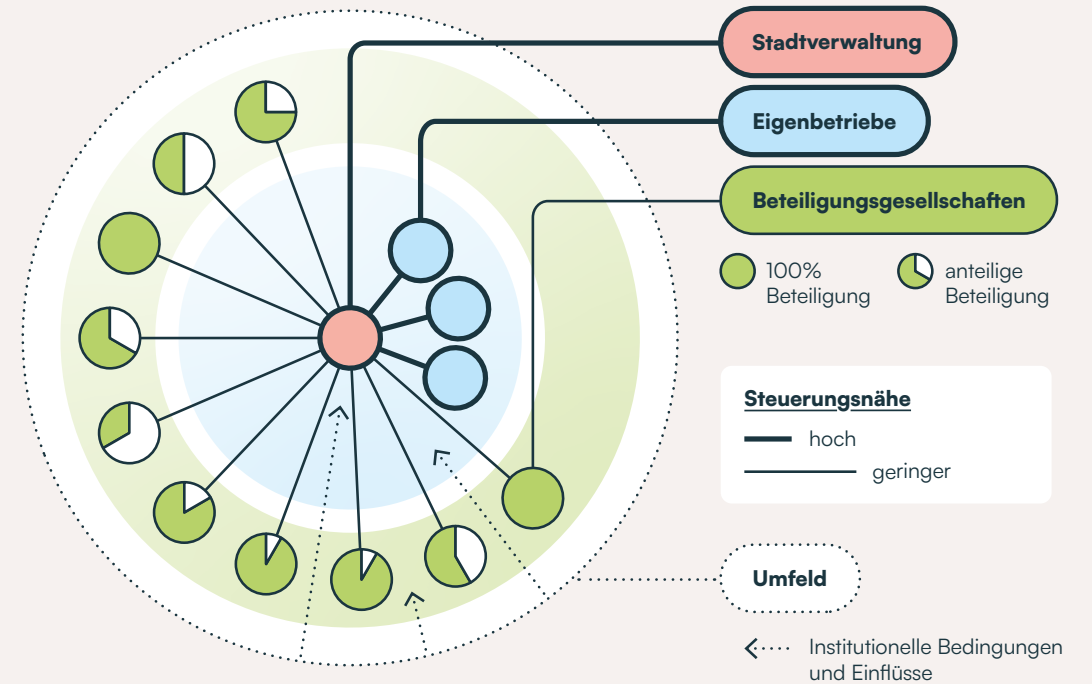 Stadtverwaltung
Eigenbetriebe
Beteiligungsgesellschaften
100%
Beteiligung
anteilige
Beteiligung
Steuerungsnähe
hoch
geringer
Umfeld
Institutionelle Bedingungen
und Einflüsse